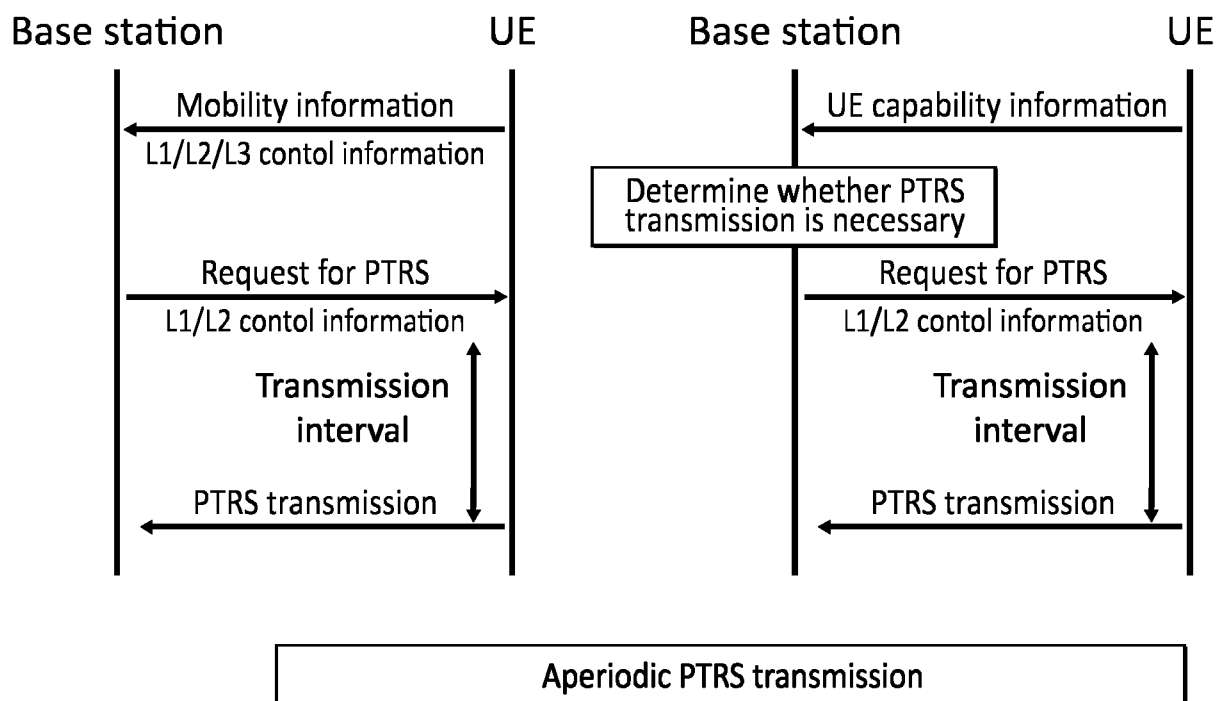 Base station
UE
Mobility information
L1/L2/L3 contol information
Request for PTRS
L1/L2 contol information
Transmission
interval
PTRS transmission
Base station
UE
UE capability information
Determine whether PTRS
transmission is necessary
Request for PTRS
L1/L2 contol information
Transmission
interval
PTRS transmission
Aperiodic PTRS transmission